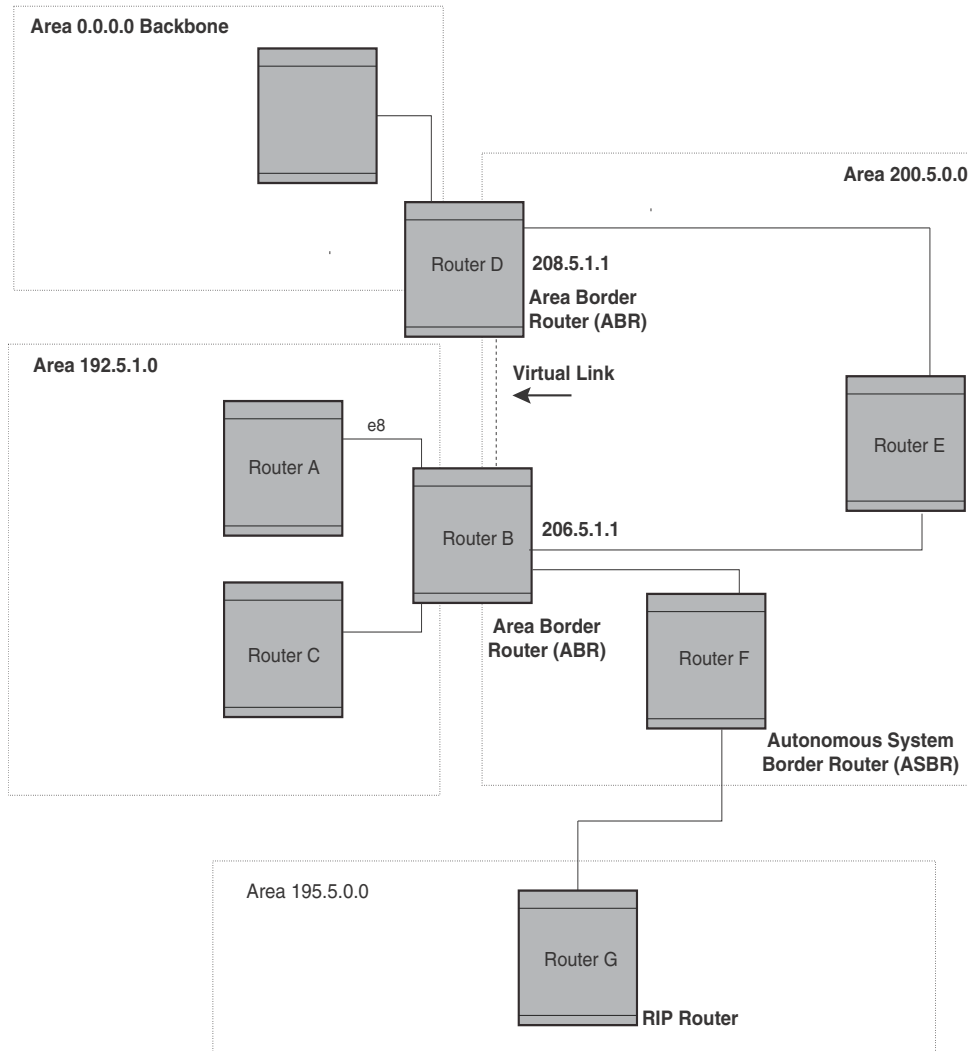 Area 0.0.0.0 Backbone
Area 200.5.0.0
Router D
208.5.1.1
Area Border
Router (ABR)
Area 192.5.1.0
Virtual Link
e8
Router A
Router E
Router B
206.5.1.1
Area Border
Router (ABR)
Router C
Router F
Autonomous System
Border Router (ASBR)
Area 195.5.0.0
Router G
RIP Router